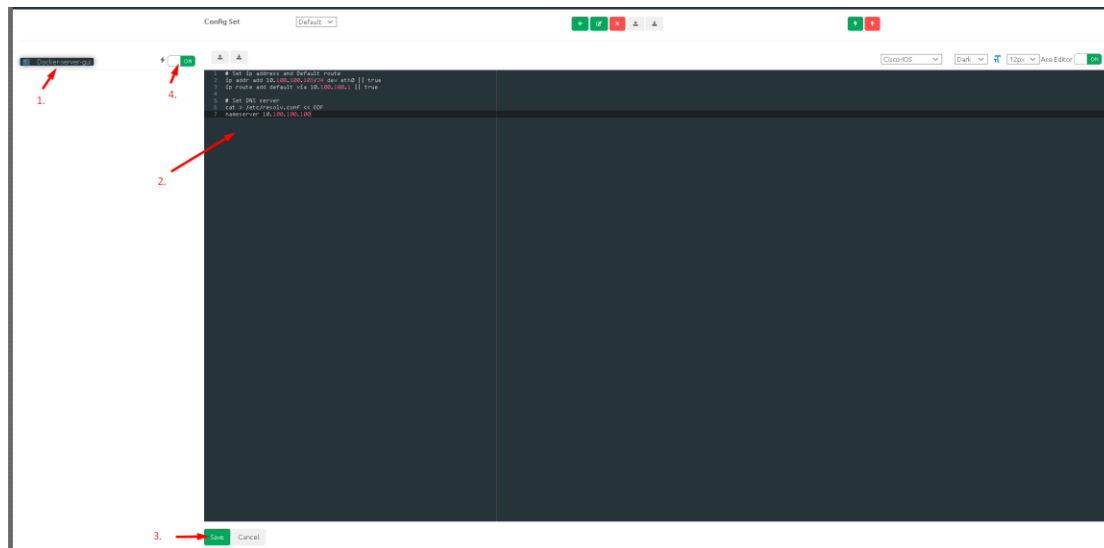 Config Set Default
Docker-server-gui ON Cisco-IOS Dark 12px Ace Editor ON
1. 4.
1 # Set ip address and Default route
2 ip addr add 10.100.100.105/24 dev eth0 || true
3 ip route add default via 10.100.100.1 || true
4
5 # Set DNS server
6 cat > /etc/resolv.conf << EOF
7 nameserver 10.100.100.100
2.
3. Save Cancel